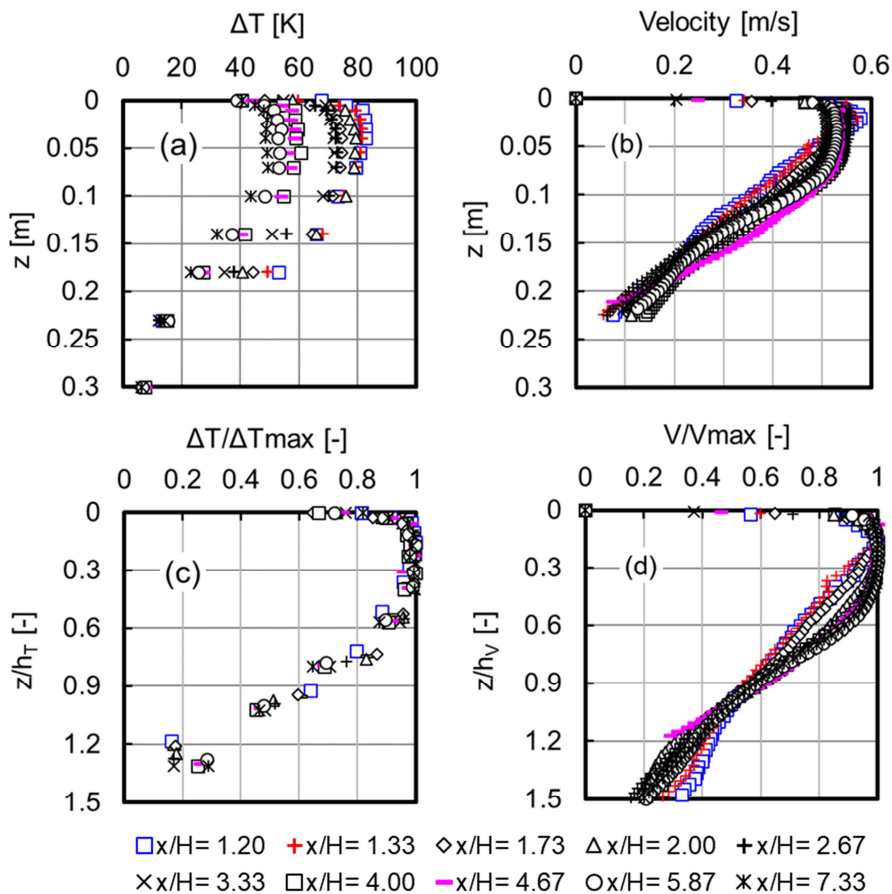 ΔT [K]
Velocity [m/s]
0 20 40 60 80 100
0 0.2 0.4 0.6
0
0.05
0.1
0.15
0.2
0.25
0.3
z [m]
(a)
0
0.05
0.1
0.15
0.2
0.25
0.3
z [m]
(b)
ΔT/ΔTmax [-]
V/Vmax [-]
0 0.2 0.4 0.6 0.8 1
0 0.2 0.4 0.6 0.8 1
0
0.3
0.6
0.9
1.2
1.5
z/hT [-]
(c)
0
0.3
0.6
0.9
1.2
1.5
z/hV [-]
(d)
x/H= 1.20 x/H= 1.33 x/H= 1.73 x/H= 2.00 x/H= 2.67
x/H= 3.33 x/H= 4.00 x/H= 4.67 x/H= 5.87 x/H= 7.33